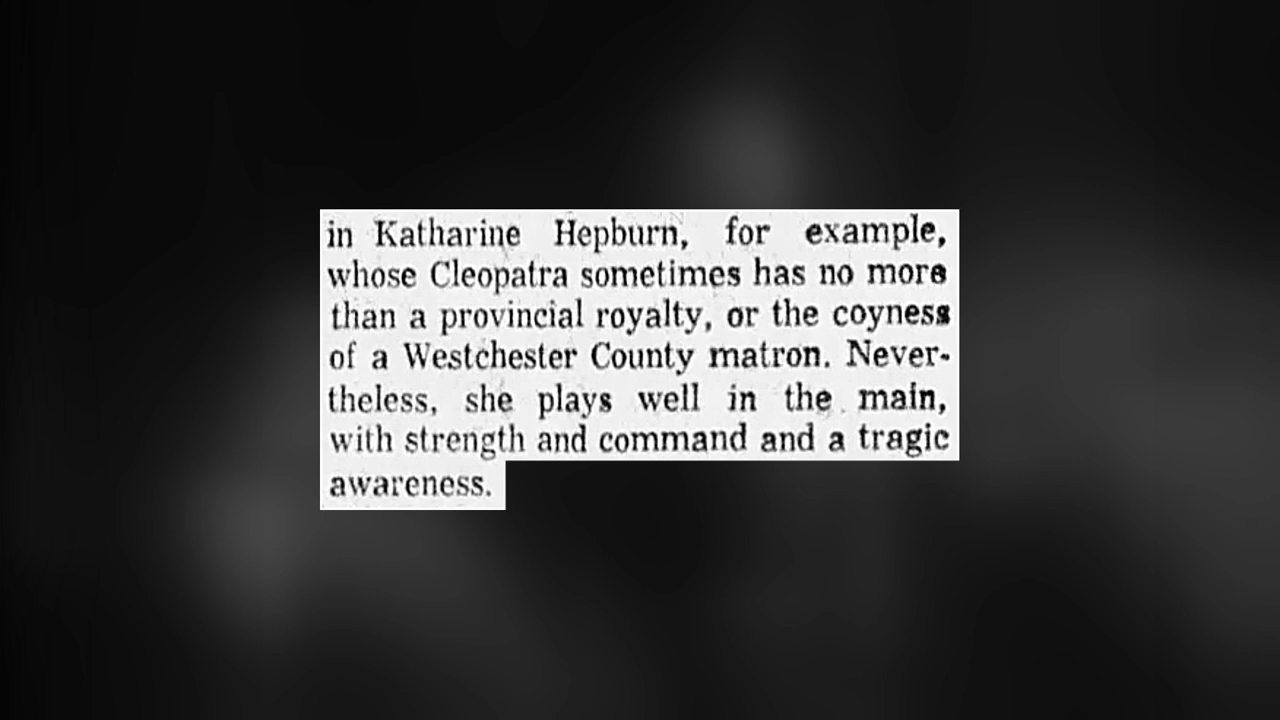 in Katharine Hepburn, for example,
whose Cleopatra sometimes has no more
than a provincial royalty, or the coyness
of a Westchester County matron. Never-
theless, she plays well in the main,
with strength and command and a tragic
awareness.